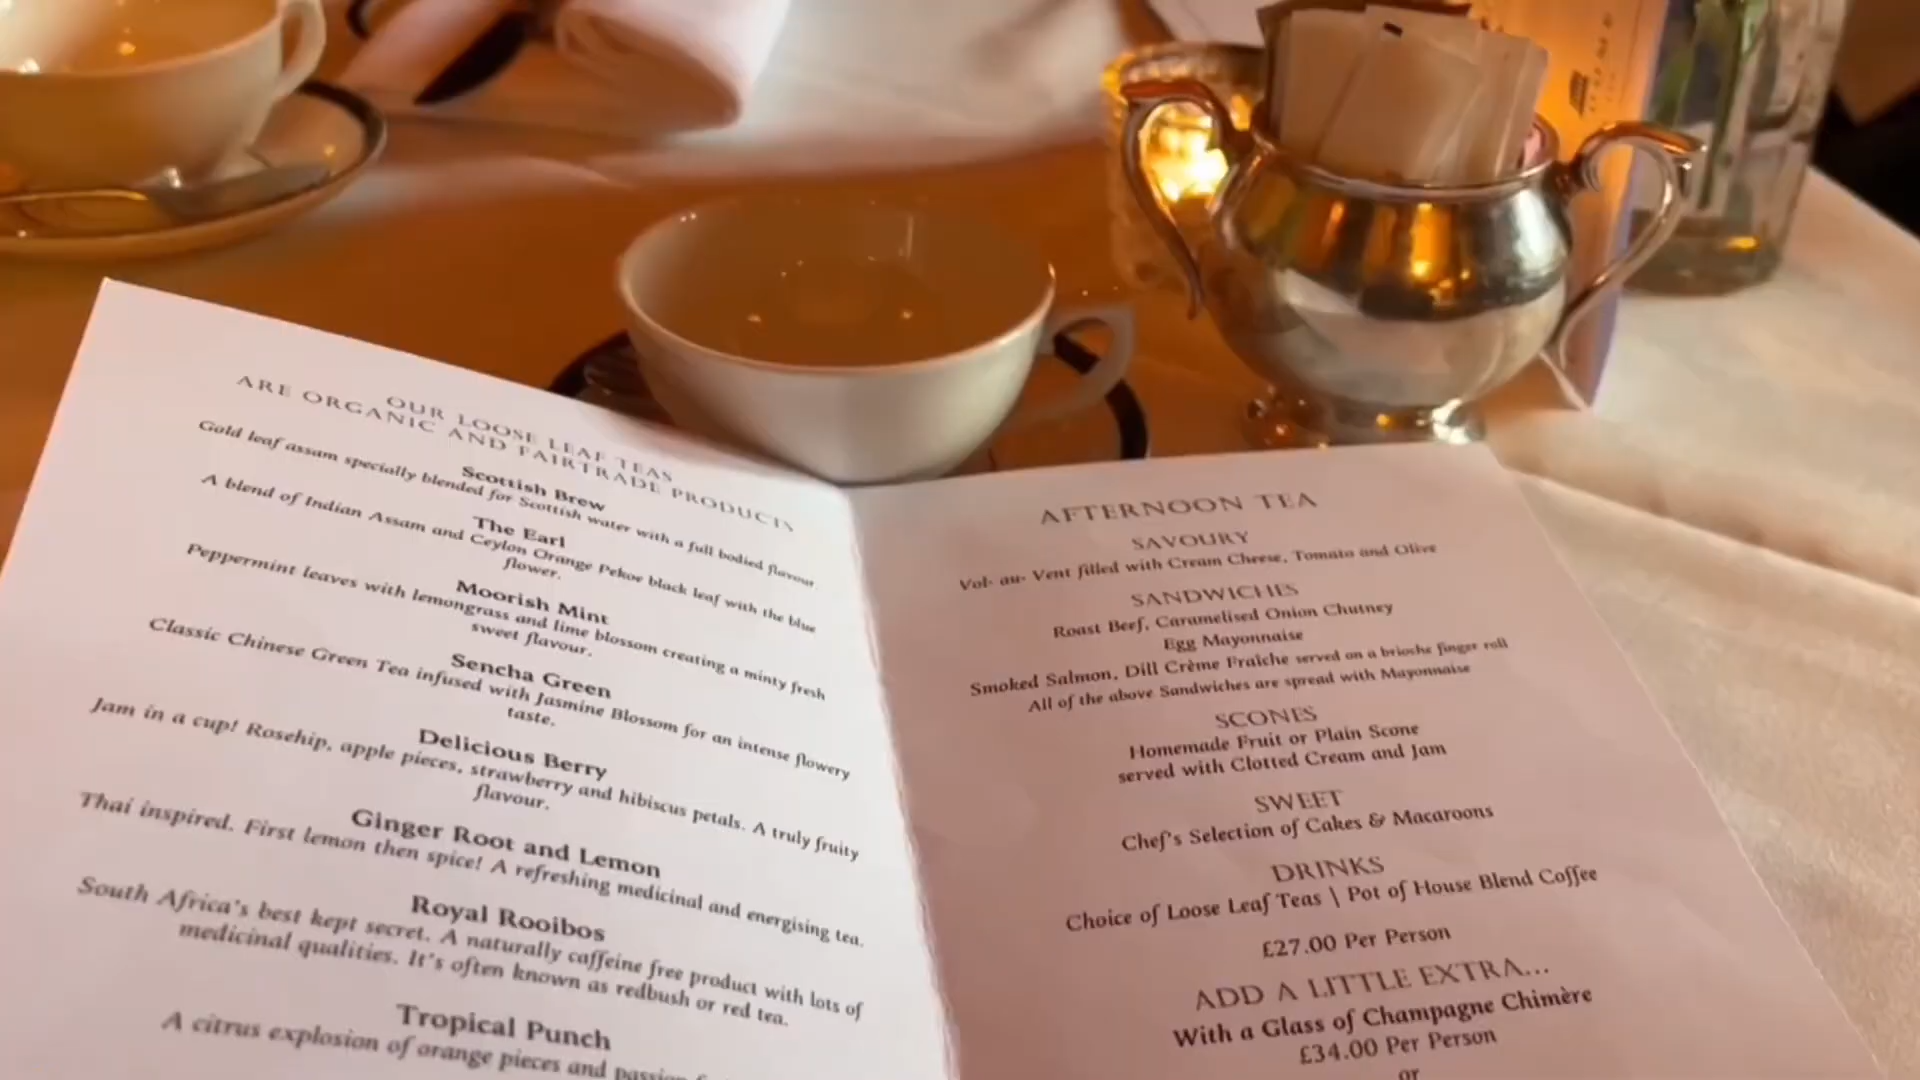 OUR LOOSE LEAF TEAS
ARE ORGANIC AND FAIRTRADE PRODUCTS
Scottish Brew
Gold leaf assam specially blended for Scottish water with a full bodied flavour.
The Earl
A blend of Indian Assam and Ceylon Orange Pekoe black leaf with the blue
flower.
Moorish Mint
Peppermint leaves with lemongrass and lime blossom creating a minty fresh
sweet flavour.
Sencha Green
Classic Chinese Green Tea infused with Jasmine Blossom for an intense flowery
taste.
Delicious Berry
Jam in a cup! Rosehip, apple pieces, strawberry and hibiscus petals. A truly fruity
flavour.
Ginger Root and Lemon
Thai inspired. First lemon then spice! A refreshing medicinal and energising tea.
Royal Rooibos
South Africa's best kept secret. A naturally caffeine free product with lots of
medicinal qualities. It's often known as redbush or red tea.
Tropical Punch
A citrus explosion of orange pieces and
AFTERNOON TEA
SAVOURY
Vol- au- Vent filled with Cream Cheese, Tomato and Olive
SANDWICHES
Roast Beef, Caramelised Onion Chutney
Egg Mayonnaise
Smoked Salmon, Dill Crème Fraîche served on a brioche finger roll
All of the above Sandwiches are spread with Mayonnaise
SCONES
Homemade Fruit or Plain Scone
served with Clotted Cream and Jam
SWEET
Chef's Selection of Cakes & Macaroons
DRINKS
Choice of Loose Leaf Teas | Pot of House Blend Coffee
£27.00 Per Person
ADD A LITTLE EXTRA...
With a Glass of Champagne Chimère
£34.00 Per Person
or